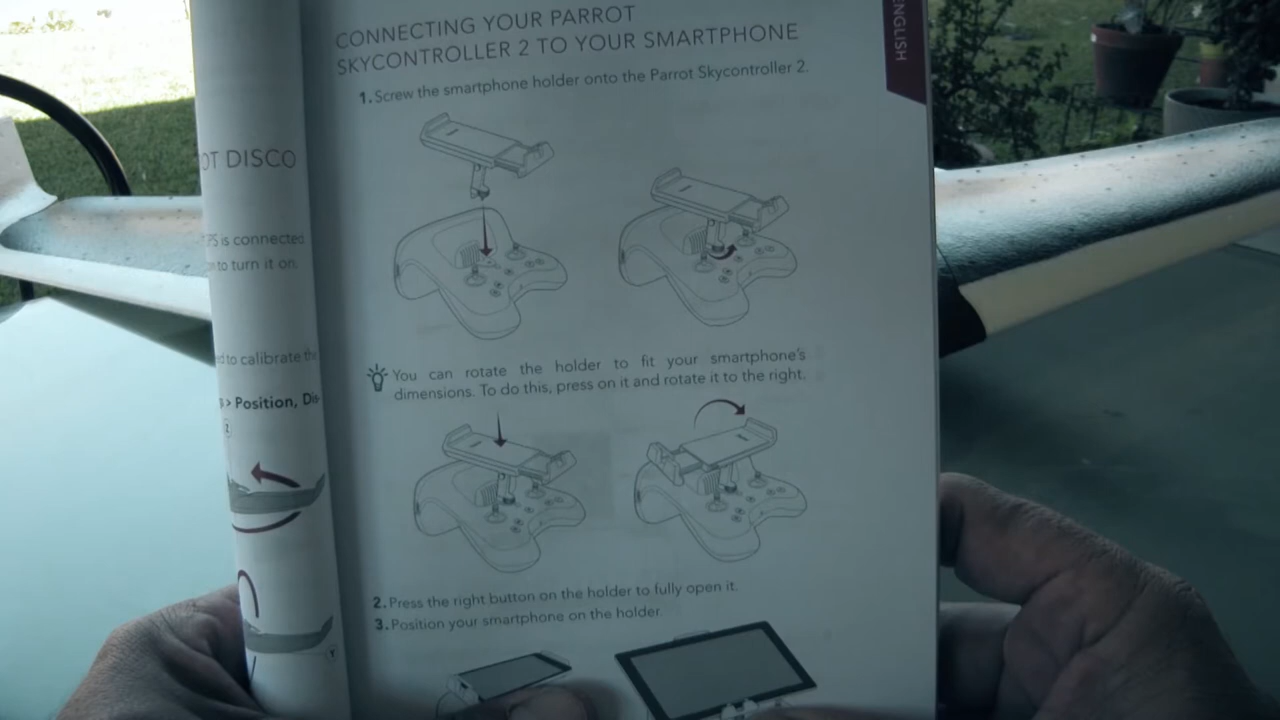 OT DISCO
PS is connected
to turn it on.
to calibrate the
> Position, Dis-
Z
Y
CONNECTING YOUR PARROT
SKYCONTROLLER 2 TO YOUR SMARTPHONE
ENGLISH
1. Screw the smartphone holder onto the Parrot Skycontroller 2.
You can rotate the holder to fit your smartphone's
dimensions. To do this, press on it and rotate it to the right.
2. Press the right button on the holder to fully open it.
3. Position your smartphone on the holder